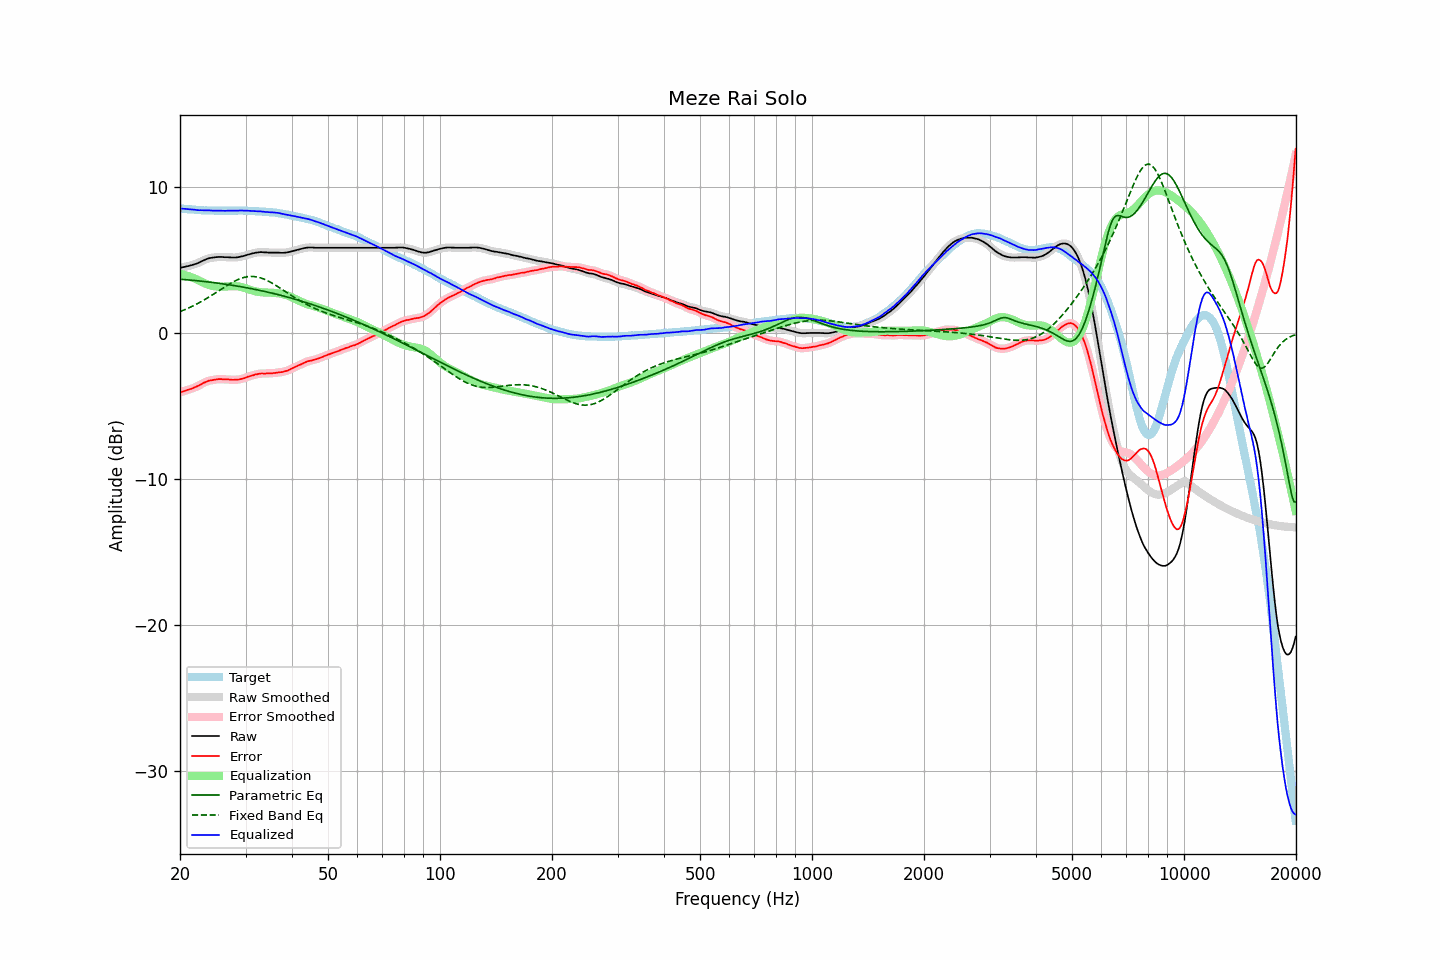 Meze Rai Solo
Amplitude (dBr)
10
0
−10
−20
−30
Target
Raw Smoothed
Error Smoothed
Raw
Error
Equalization
Parametric Eq
Fixed Band Eq
Equalized
20 50 100 200 500 1000 2000 5000 10000 20000
Frequency (Hz)